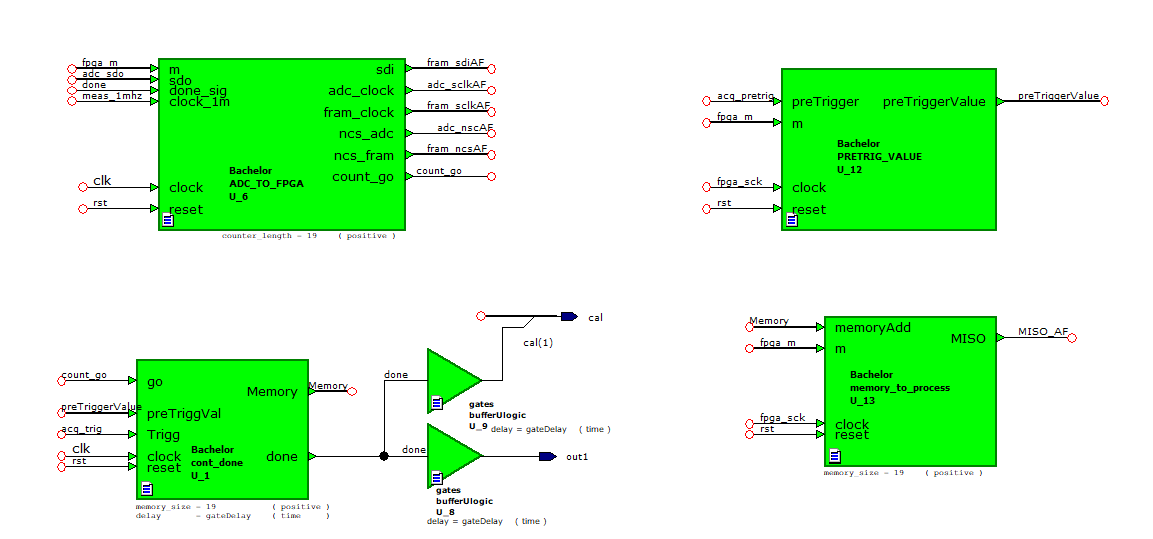 fpga_m
adc_sdo
done
meas_1mhz
m
sdo
done_sig
clock_1m
sdi
adc_clock
fram_clock
ncs_adc
ncs_fram
count_go
fram_sdiAF
adc_sclkAF
fram_sclkAF
adc_nscAF
fram_ncsAF
count_go
Bachelor
ADC_TO_FPGA
U_6
clk
rst
clock
reset
counter_length = 19 ( positive )
acq_pretrig
fpga_m
preTrigger
m
preTriggerValue
preTriggerValue
Bachelor
PRETRIG_VALUE
U_12
fpga_sck
rst
clock
reset
count_go
preTriggerValue
acq_trig
clk
rst
go
preTriggVal
Trigg
clock
reset
Memory
done
Memory
Bachelor
cont_done
U_1
memory_size = 19 ( positive )
delay = gateDelay ( time )
cal
cal(1)
done
gates
bufferUlogic
U_9
delay = gateDelay ( time )
done
out1
gates
bufferUlogic
U_8
delay = gateDelay ( time )
Memory
fpga_m
memoryAdd
m
MISO
MISO_AF
Bachelor
memory_to_process
U_13
fpga_sck
rst
clock
reset
memory_size = 19 ( positive )